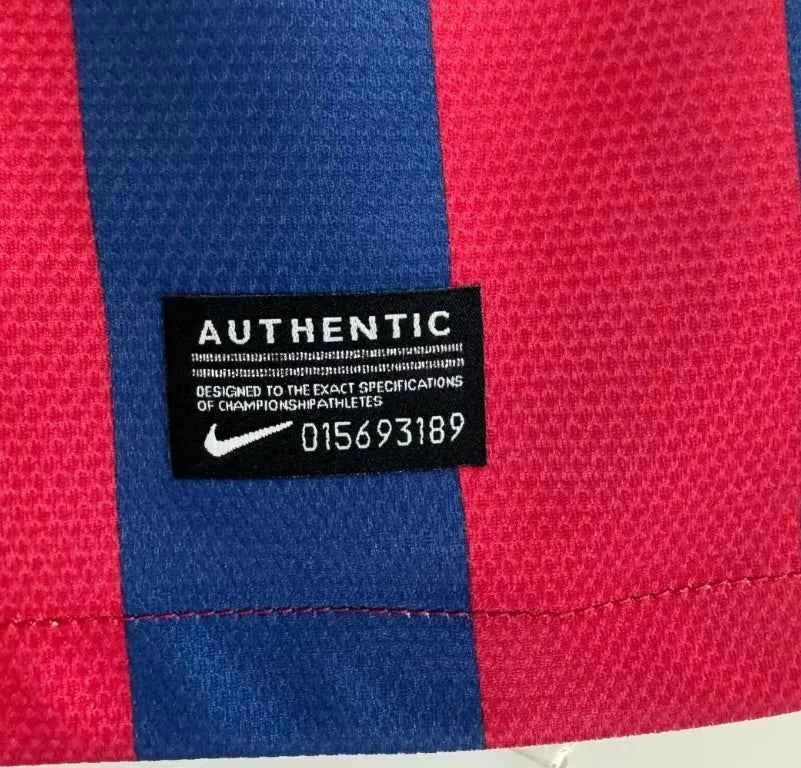 AUTHENTIC
DESIGNED TO THE EXACT SPECIFICATIONS
OF CHAMPIONSHIPATHLETES
015693189